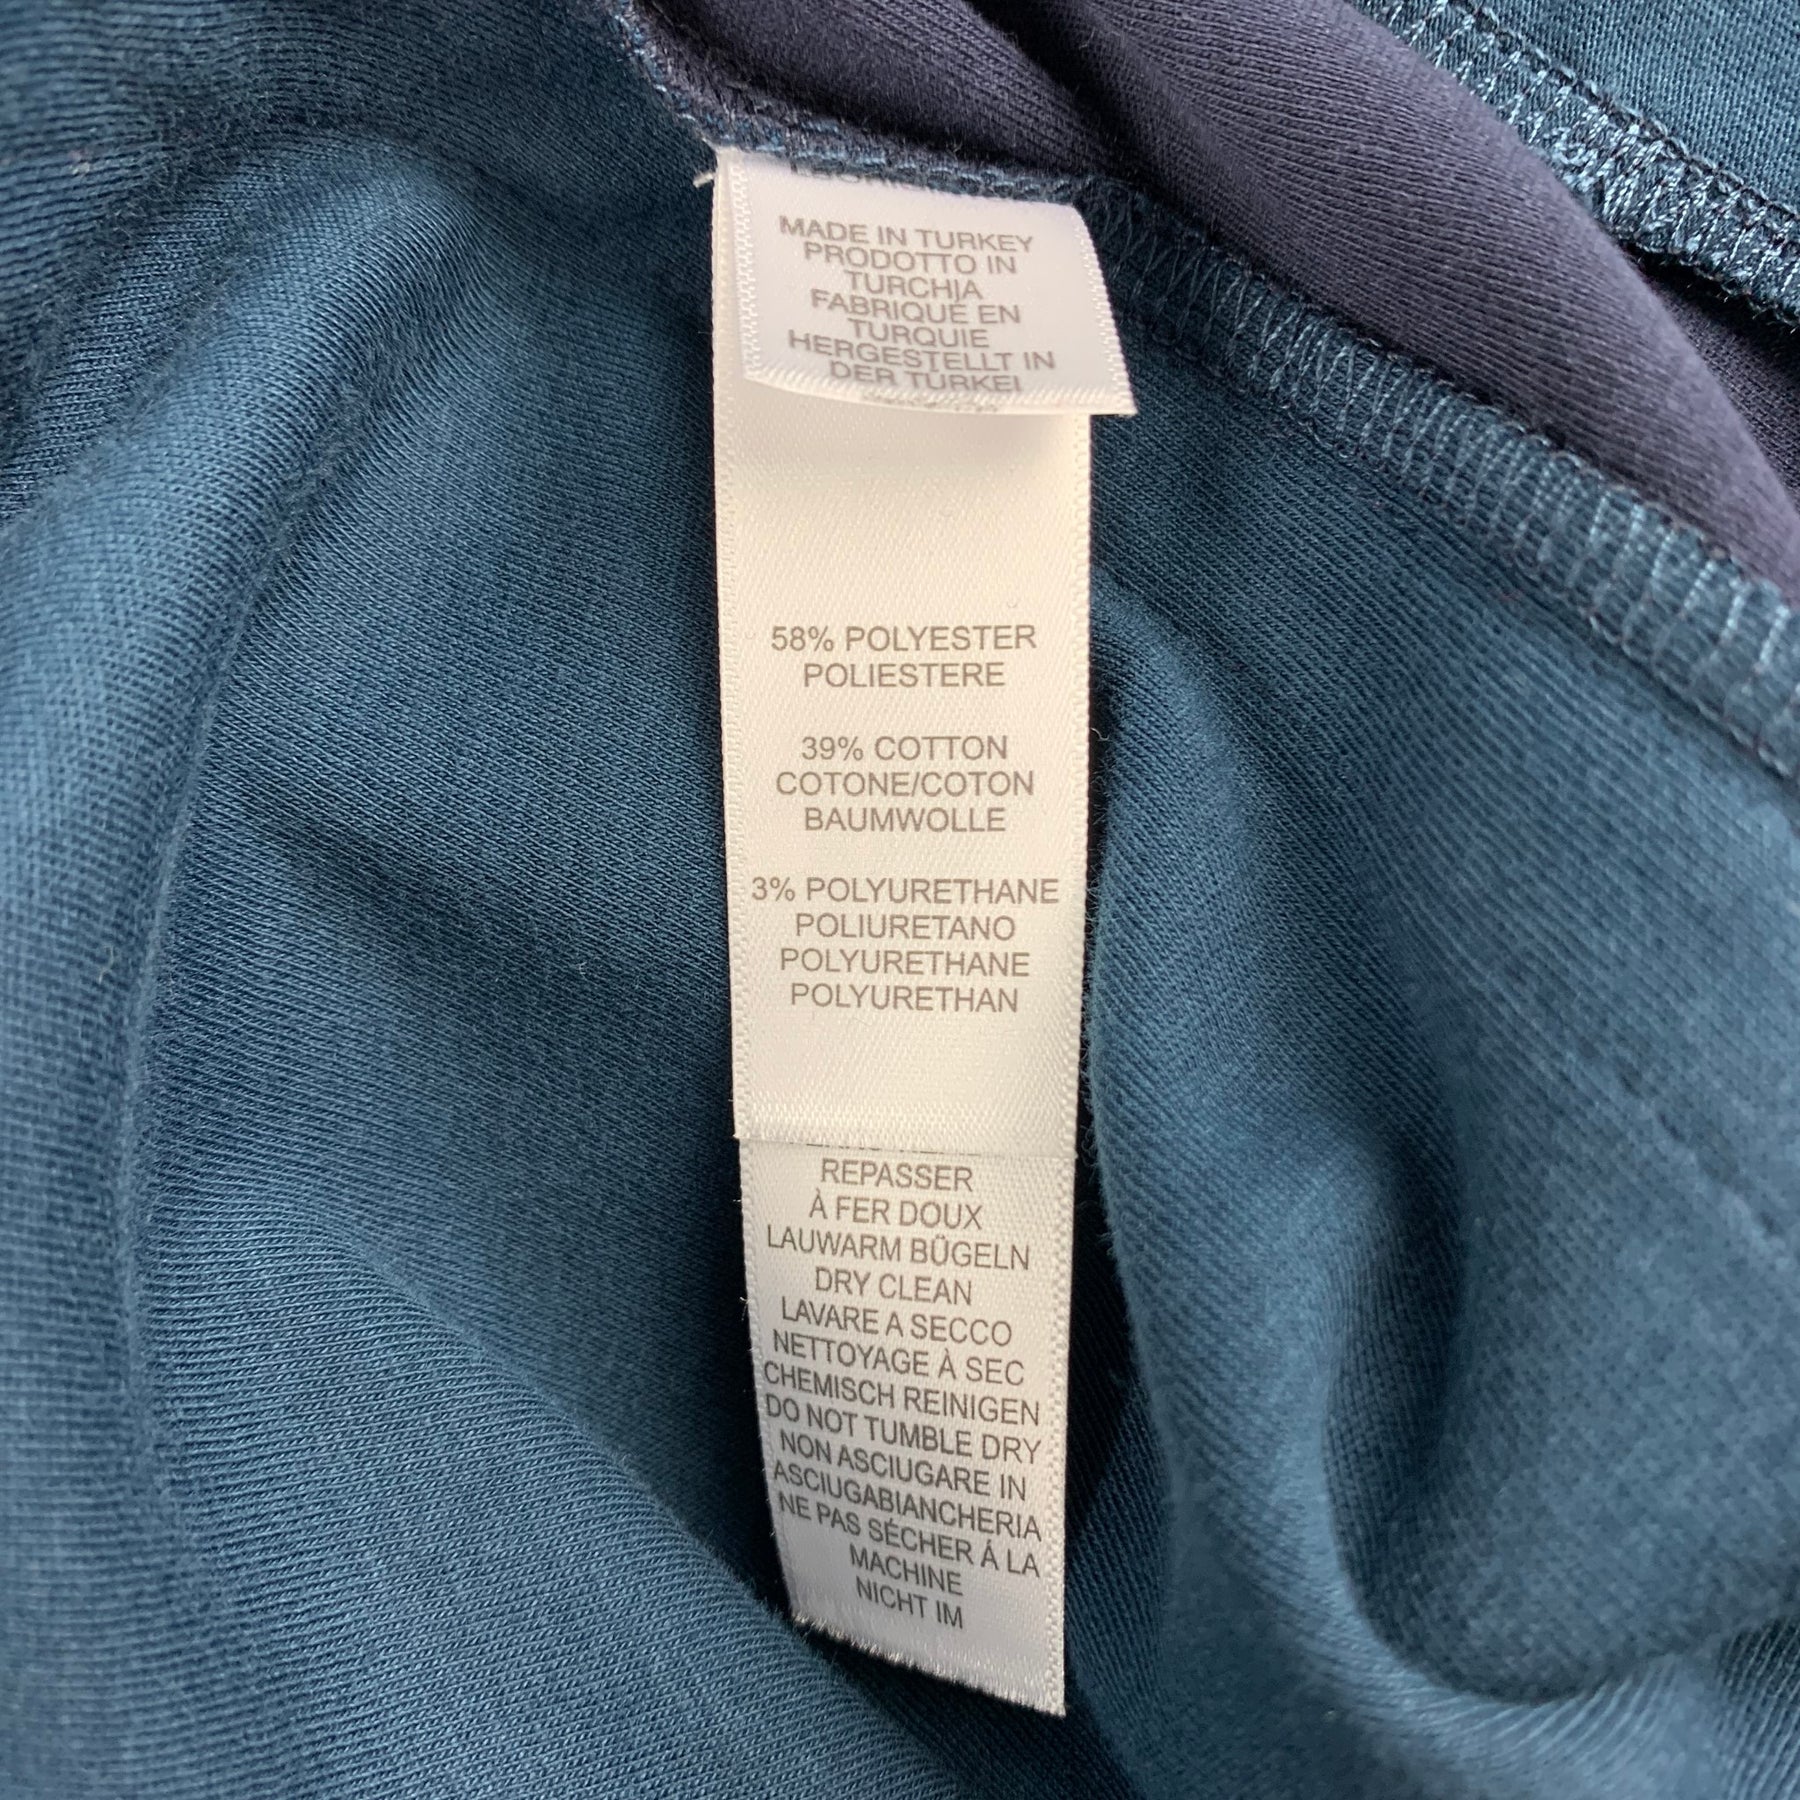 MADE IN TURKEY
PRODOTTO IN
TURCHIA
FABRIQUE EN
TURQUIE
HERGESTELLT IN
DER TÜRKEI
58% POLYESTER
POLIESTERE
39% COTTON
COTONE/COTON
BAUMWOLLE
3% POLYURETHANE
POLIURETANO
POLYURETHANE
POLYURETHAN
REPASSER
À FER DOUX
LAUWARM BÜGELN
DRY CLEAN
LAVARE A SECCO
NETTOYAGE À SEC
CHEMISCH REINIGEN
DO NOT TUMBLE DRY
NON ASCIUGARE IN
ASCIUGABIANCHERIA
NE PAS SÉCHER Á LA
MACHINE
NICHT IM